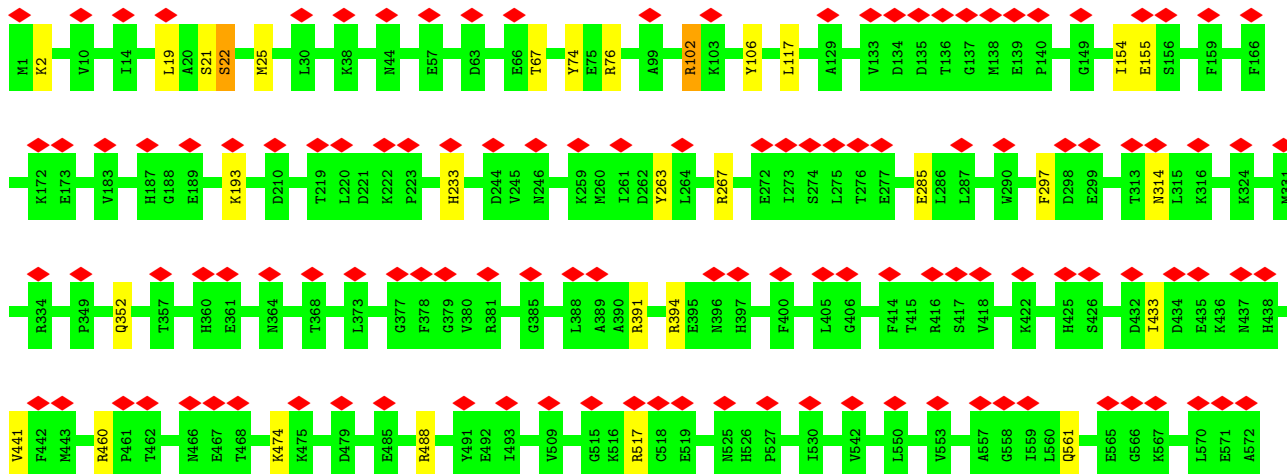 M1 K2 V10 I14 L19 A20 S21 S22 M25 L30 K38 N44 E57 D63 E66 T67 Y74 E75 R76 A99 R102 K103 Y106 L117 A129 V133 D134 D135 T136 G137 M138 E139 P140 G149 I154 E155 S156 F159 F166
K172 E173 V183 H187 G188 E189 K193 D210 T219 L220 D221 K222 P223 H233 D244 V245 N246 K259 M260 I261 D262 Y263 L264 R267 E272 I273 S274 L275 T276 E277 E285 L286 L287 W290 F297 D298 E299 T313 N314 L315 K316 K324 M331
R334 P349 Q352 T357 H360 E361 N364 T368 L373 G377 F378 G379 V380 R381 G385 L388 A389 A390 R391 R394 E395 N396 H397 F400 L405 G406 F414 T415 R416 S417 V418 K422 H425 S426 D432 I433 D434 E435 K436 N437 H438
V441 F442 M443 R460 P461 T462 N466 E467 T468 K474 K475 D479 E485 R488 Y491 E492 I493 V509 G515 K516 R517 C518 E519 N525 H526 P527 I530 V542 L550 V553 A557 G558 I559 L560 Q561 E565 G566 K567 L570 E571 A572